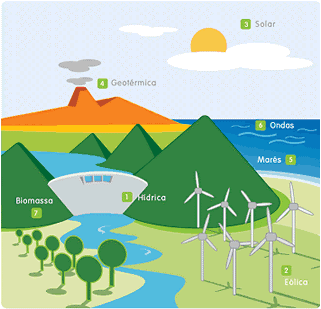 3 Solar
4 Geotérmica
6 Ondas
Marés 5
1 Hídrica
Biomassa
7
2
Eólica